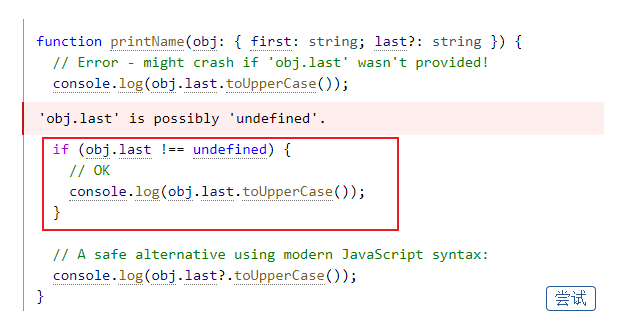 function printName(obj: { first: string; last?: string }) {
  // Error - might crash if 'obj.last' wasn't provided!
  console.log(obj.last.toUpperCase());
'obj.last' is possibly 'undefined'.
  if (obj.last !== undefined) {
    // OK
    console.log(obj.last.toUpperCase());
  }
  // A safe alternative using modern JavaScript syntax:
  console.log(obj.last?.toUpperCase());
}
尝试